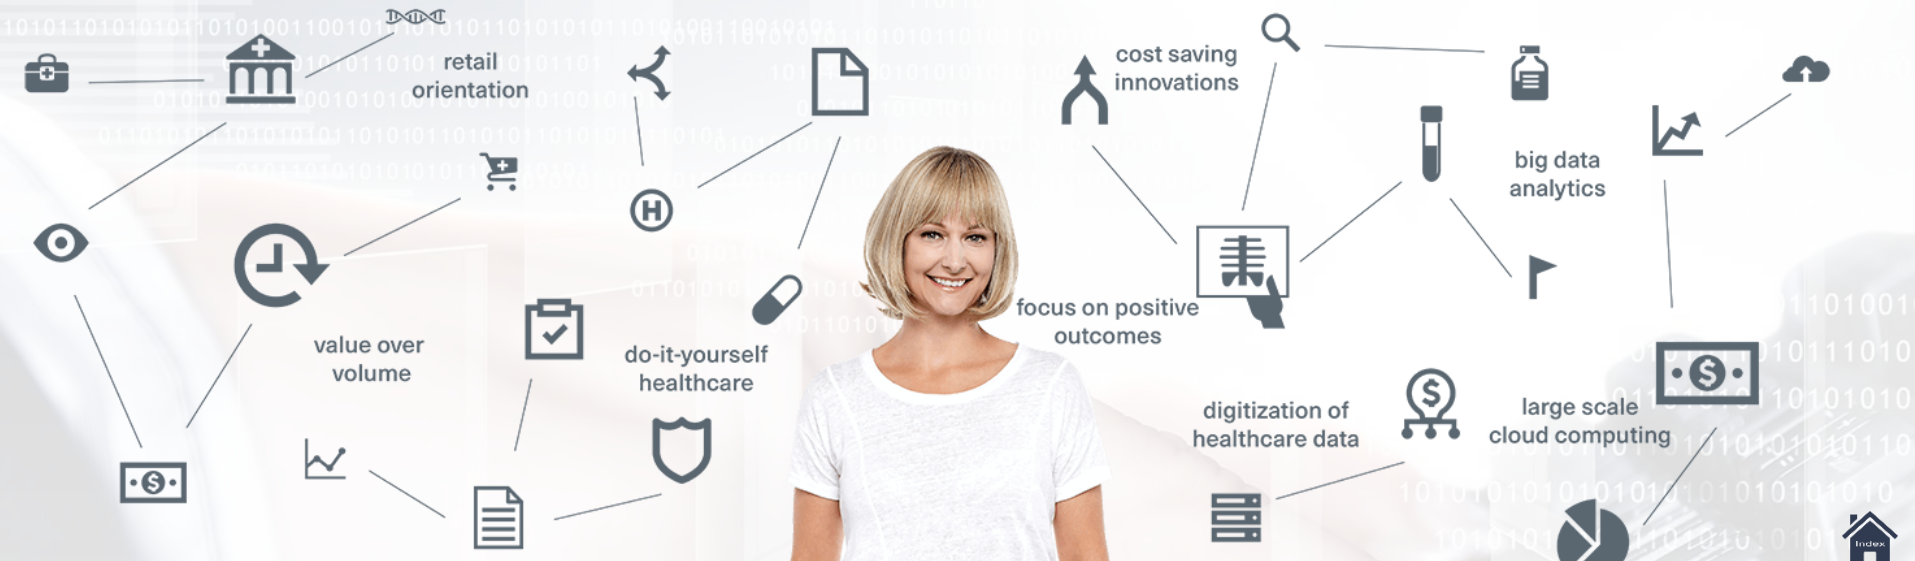 retail
orientation
cost saving
innovations
big data
analytics
H
value over
volume
do-it-yourself
healthcare
focus on positive
outcomes
$
$
$
digitization of
healthcare data
large scale
cloud computing
Index